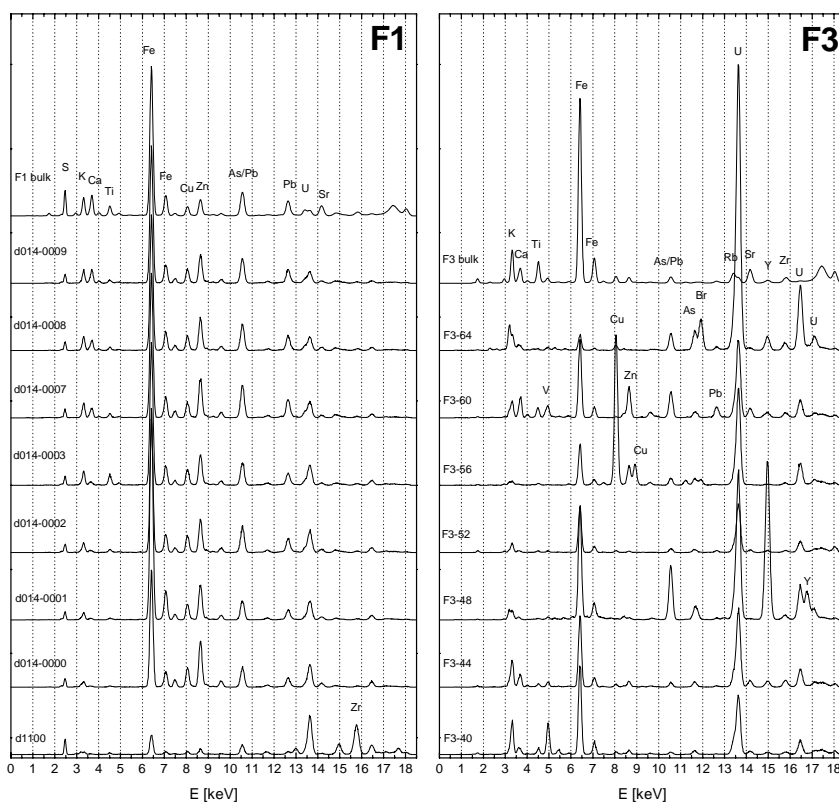 F1
Fe
S
K
Ca
Ti
Fe
Cu
Zn
As/Pb
Pb
U
Sr
F1 bulk
d014-0009
d014-0008
d014-0007
d014-0003
d014-0002
d014-0001
d014-0000
Zr
d1100
0 1 2 3 4 5 6 7 8 9 10 11 12 13 14 15 16 17 18
E [keV]
F3
U
Fe
K
Ca
Ti
Fe
As/Pb
Rb
Sr
Y
Zr
U
F3 bulk
As
Br
U
Cu
F3-64
Zn
V
Pb
F3-60
Cu
F3-56
F3-52
Y
F3-48
F3-44
F3-40
0 1 2 3 4 5 6 7 8 9 10 11 12 13 14 15 16 17 18
E [keV]